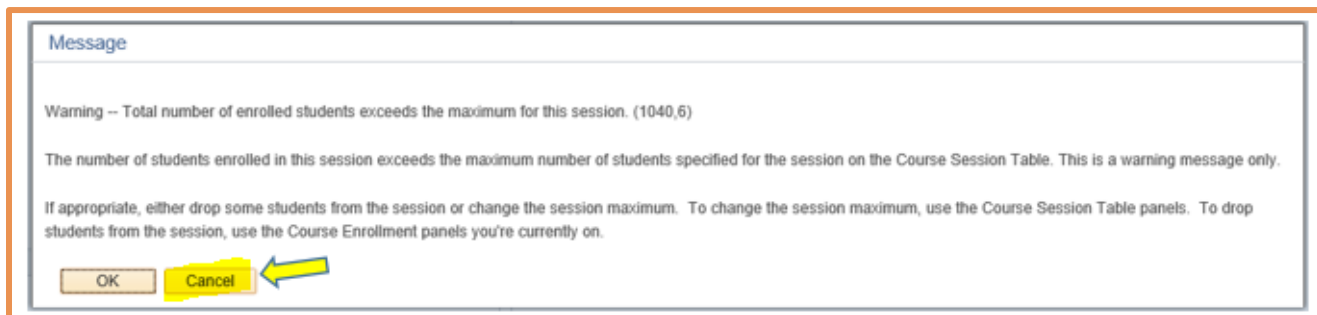 Message
Warning -- Total number of enrolled students exceeds the maximum for this session. (1040,6)
The number of students enrolled in this session exceeds the maximum number of students specified for the session on the Course Session Table. This is a warning message only.
If appropriate, either drop some students from the session or change the session maximum.  To change the session maximum, use the Course Session Table panels.  To drop
students from the session, use the Course Enrollment panels you're currently on.
OK Cancel